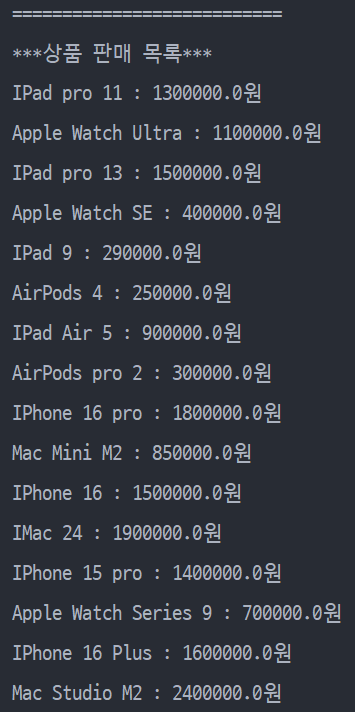 ===========================
***상품 판매 목록***
IPad pro 11 : 1300000.0원
Apple Watch Ultra : 1100000.0원
IPad pro 13 : 1500000.0원
Apple Watch SE : 400000.0원
IPad 9 : 290000.0원
AirPods 4 : 250000.0원
IPad Air 5 : 900000.0원
AirPods pro 2 : 300000.0원
IPhone 16 pro : 1800000.0원
Mac Mini M2 : 850000.0원
IPhone 16 : 1500000.0원
IMac 24 : 1900000.0원
IPhone 15 pro : 1400000.0원
Apple Watch Series 9 : 700000.0원
IPhone 16 Plus : 1600000.0원
Mac Studio M2 : 2400000.0원